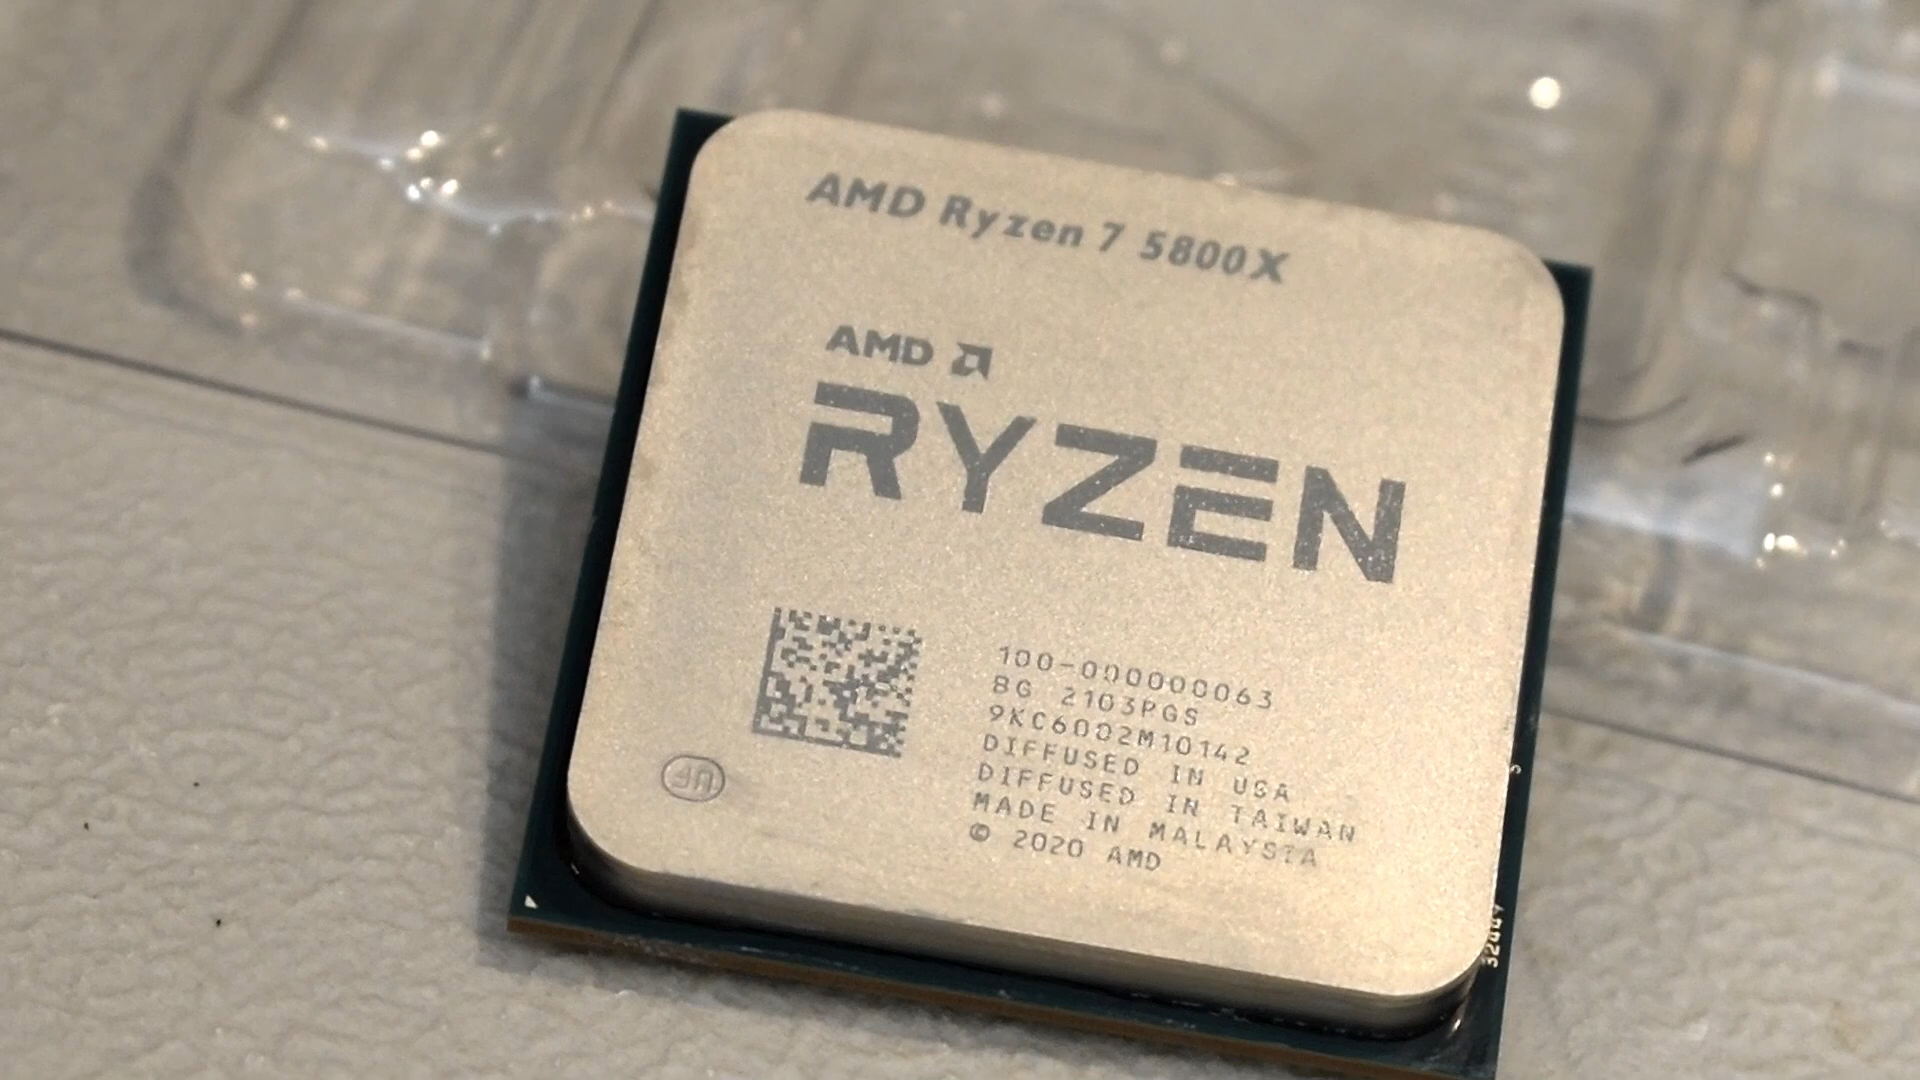 AMD Ryzen 7 5800X
AMD
RYZEN
100-000000063
BG 2103PGS
9KC6002M10142
DIFFUSED IN USA
DIFFUSED IN TAIWAN
MADE IN MALAYSIA
© 2020 AMD